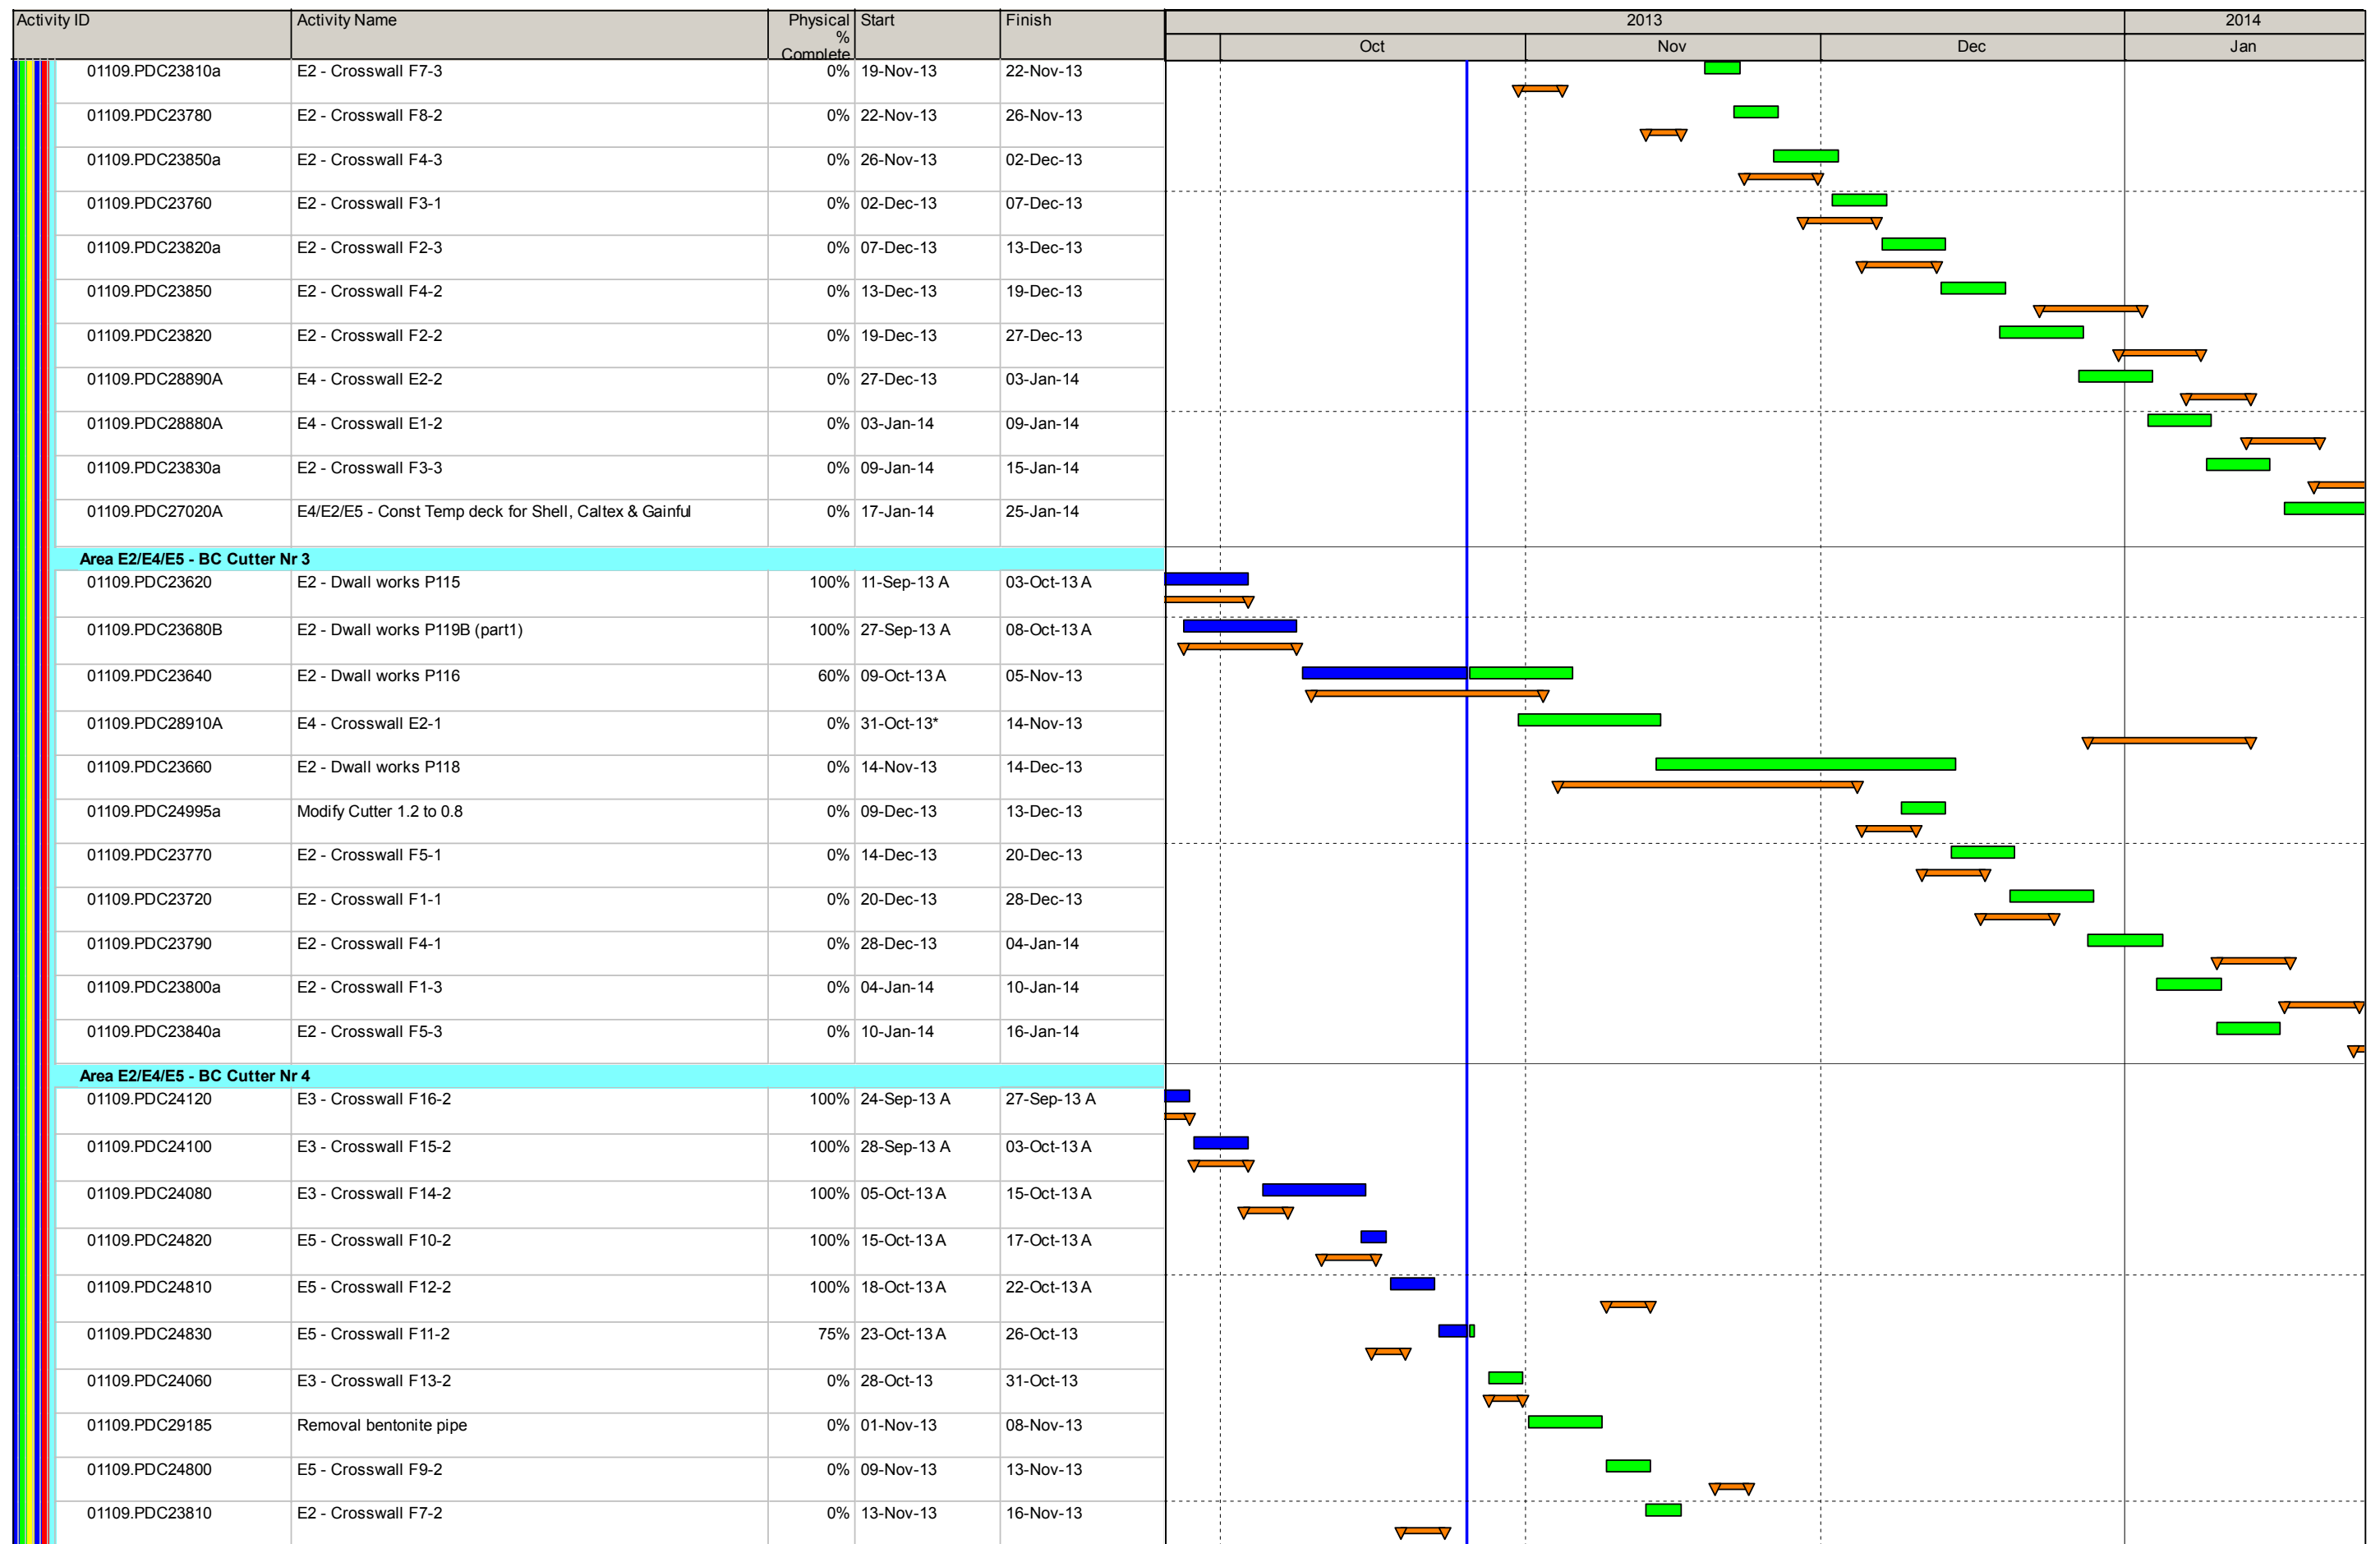 Activity ID Activity Name Physical % Complete Start Finish 2013 2014
Oct Nov Dec Jan
01109.PDC23810a E2 - Crosswall F7-3 0% 19-Nov-13 22-Nov-13
01109.PDC23780 E2 - Crosswall F8-2 0% 22-Nov-13 26-Nov-13
01109.PDC23850a E2 - Crosswall F4-3 0% 26-Nov-13 02-Dec-13
01109.PDC23760 E2 - Crosswall F3-1 0% 02-Dec-13 07-Dec-13
01109.PDC23820a E2 - Crosswall F2-3 0% 07-Dec-13 13-Dec-13
01109.PDC23850 E2 - Crosswall F4-2 0% 13-Dec-13 19-Dec-13
01109.PDC23820 E2 - Crosswall F2-2 0% 19-Dec-13 27-Dec-13
01109.PDC28890A E4 - Crosswall E2-2 0% 27-Dec-13 03-Jan-14
01109.PDC28880A E4 - Crosswall E1-2 0% 03-Jan-14 09-Jan-14
01109.PDC23830a E2 - Crosswall F3-3 0% 09-Jan-14 15-Jan-14
01109.PDC27020A E4/E2/E5 - Const Temp deck for Shell, Caltex & Gainful 0% 17-Jan-14 25-Jan-14
Area E2/E4/E5 - BC Cutter Nr 3
01109.PDC23620 E2 - Dwall works P115 100% 11-Sep-13 A 03-Oct-13 A
01109.PDC23680B E2 - Dwall works P119B (part1) 100% 27-Sep-13 A 08-Oct-13 A
01109.PDC23640 E2 - Dwall works P116 60% 09-Oct-13 A 05-Nov-13
01109.PDC28910A E4 - Crosswall E2-1 0% 31-Oct-13* 14-Nov-13
01109.PDC23660 E2 - Dwall works P118 0% 14-Nov-13 14-Dec-13
01109.PDC24995a Modify Cutter 1.2 to 0.8 0% 09-Dec-13 13-Dec-13
01109.PDC23770 E2 - Crosswall F5-1 0% 14-Dec-13 20-Dec-13
01109.PDC23720 E2 - Crosswall F1-1 0% 20-Dec-13 28-Dec-13
01109.PDC23790 E2 - Crosswall F4-1 0% 28-Dec-13 04-Jan-14
01109.PDC23800a E2 - Crosswall F1-3 0% 04-Jan-14 10-Jan-14
01109.PDC23840a E2 - Crosswall F5-3 0% 10-Jan-14 16-Jan-14
Area E2/E4/E5 - BC Cutter Nr 4
01109.PDC24120 E3 - Crosswall F16-2 100% 24-Sep-13 A 27-Sep-13 A
01109.PDC24100 E3 - Crosswall F15-2 100% 28-Sep-13 A 03-Oct-13 A
01109.PDC24080 E3 - Crosswall F14-2 100% 05-Oct-13 A 15-Oct-13 A
01109.PDC24820 E5 - Crosswall F10-2 100% 15-Oct-13 A 17-Oct-13 A
01109.PDC24810 E5 - Crosswall F12-2 100% 18-Oct-13 A 22-Oct-13 A
01109.PDC24830 E5 - Crosswall F11-2 75% 23-Oct-13 A 26-Oct-13
01109.PDC24060 E3 - Crosswall F13-2 0% 28-Oct-13 31-Oct-13
01109.PDC29185 Removal bentonite pipe 0% 01-Nov-13 08-Nov-13
01109.PDC24800 E5 - Crosswall F9-2 0% 09-Nov-13 13-Nov-13
01109.PDC23810 E2 - Crosswall F7-2 0% 13-Nov-13 16-Nov-13